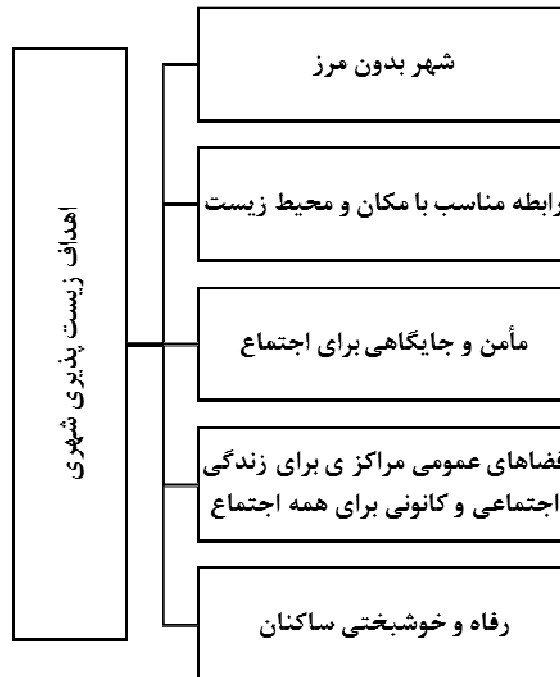 اهداف زیست پذیری شهری
شهر بدون مرز
رابطه مناسب با مکان و محیط زیست
مأمن و جایگاهی برای اجتماع
فضاهای عمومی مراکز ی برای زندگی
اجتماعی و کانونی برای همه اجتماع
رفاه و خوشبختی ساکنان